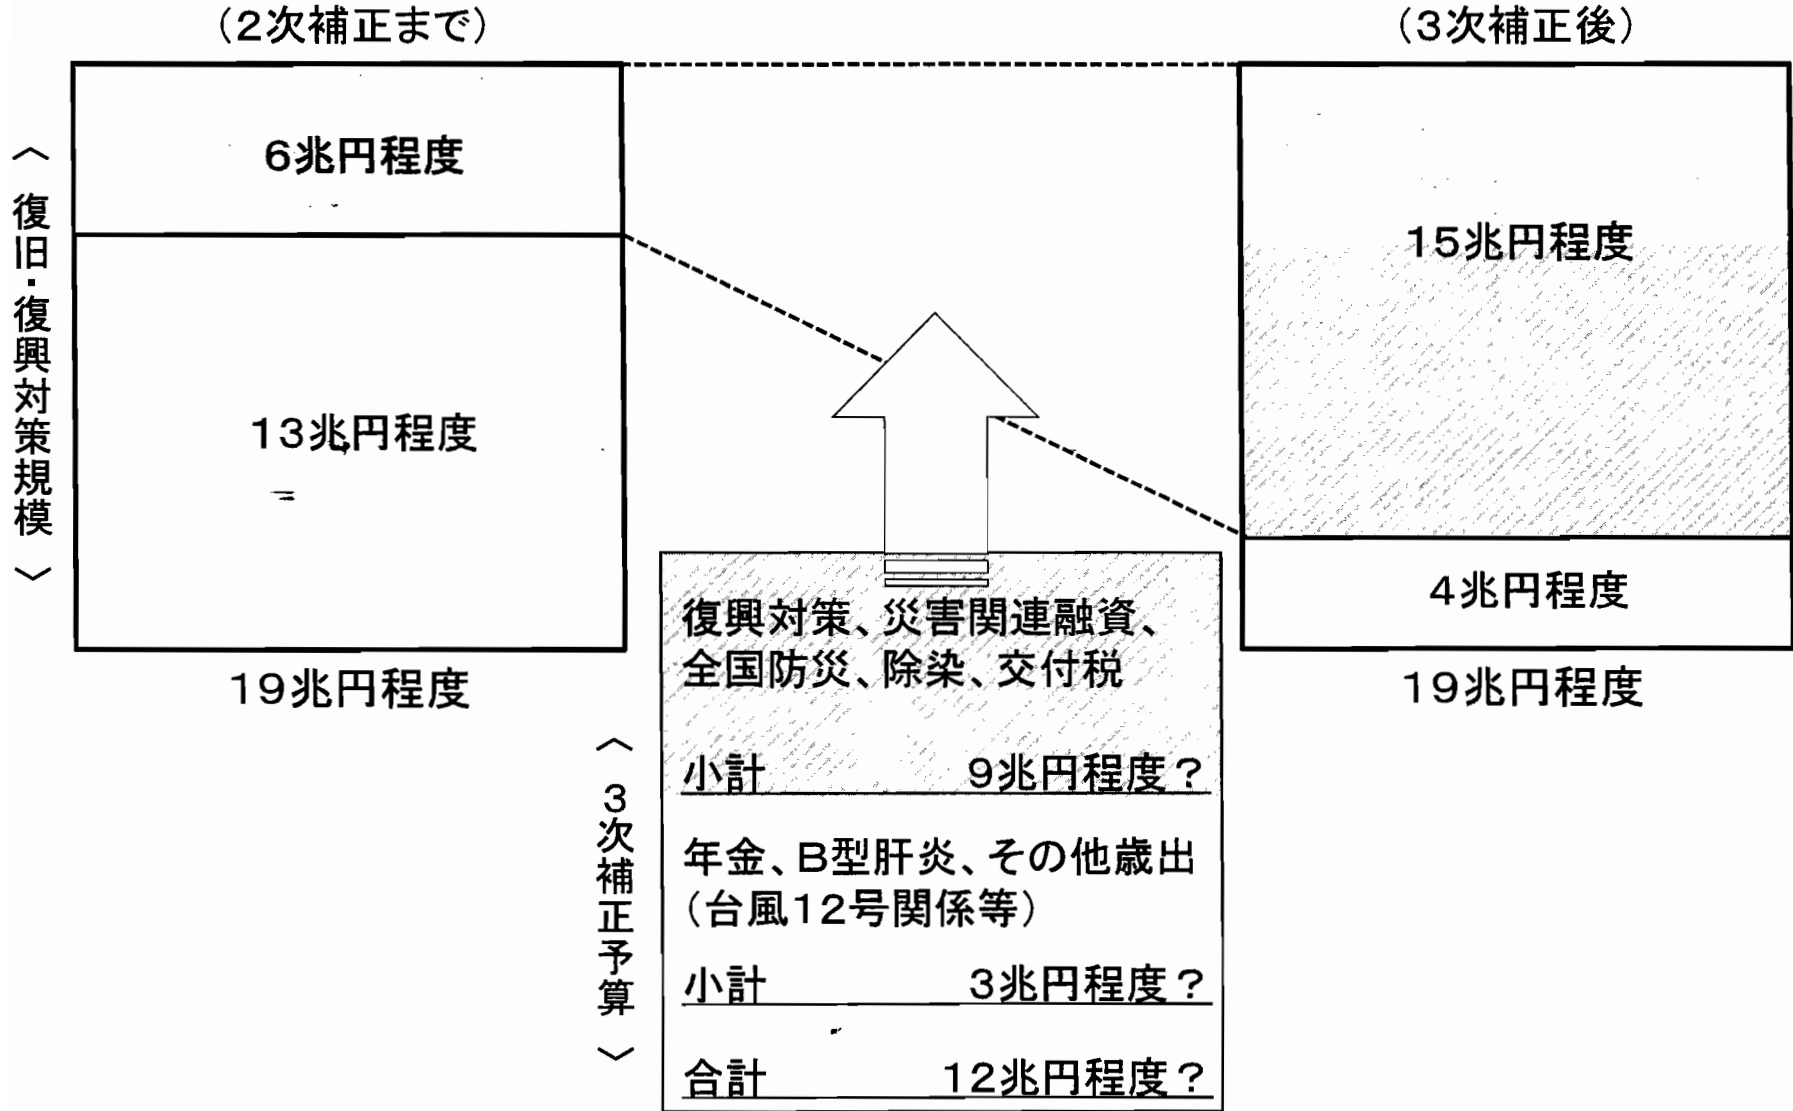 （２次補正まで）
（３次補正後）
〈復旧・復興対策規模〉
６兆円程度
１３兆円程度
１９兆円程度
１５兆円程度
４兆円程度
１９兆円程度
〈３次補正予算〉
復興対策、災害関連融資、
全国防災、除染、交付税
小計　９兆円程度？
年金、Ｂ型肝炎、その他歳出
（台風１２号関係等）
小計　３兆円程度？
合計　１２兆円程度？